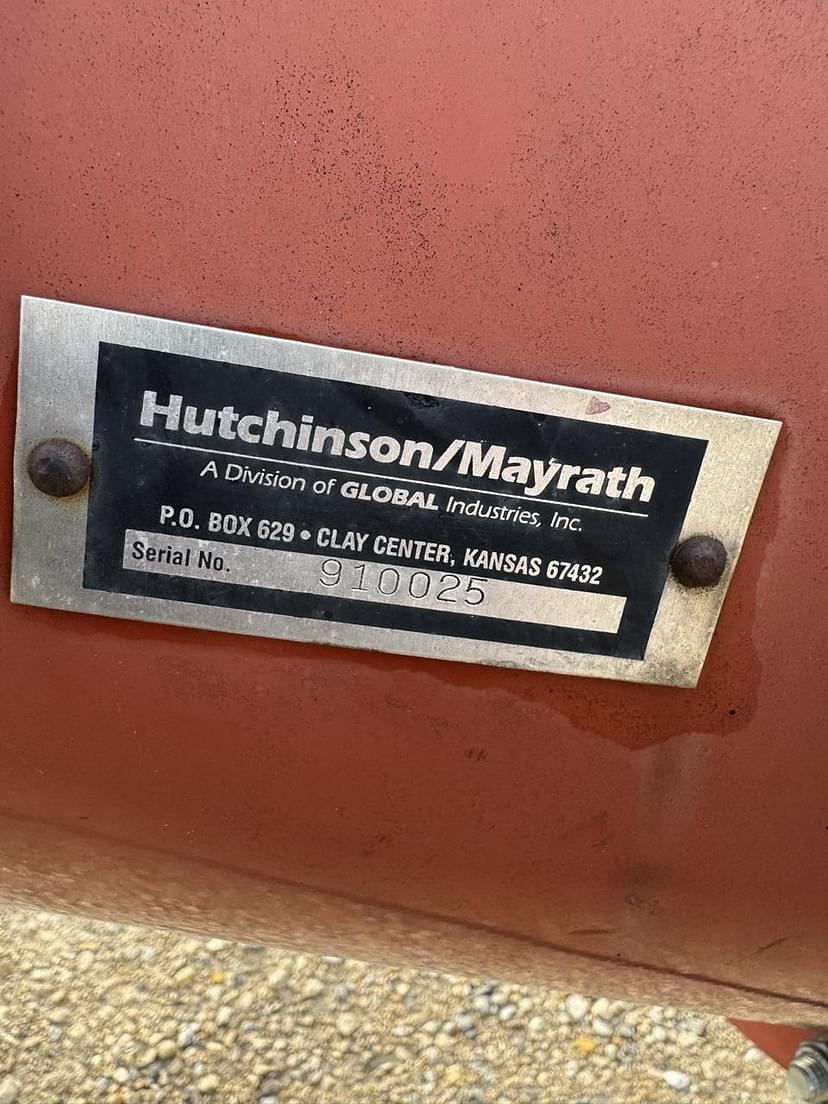 Hutchinson/Mayrath
A Division of GLOBAL Industries, Inc.
P.O. BOX 629 • CLAY CENTER, KANSAS 67432
Serial No. 910025